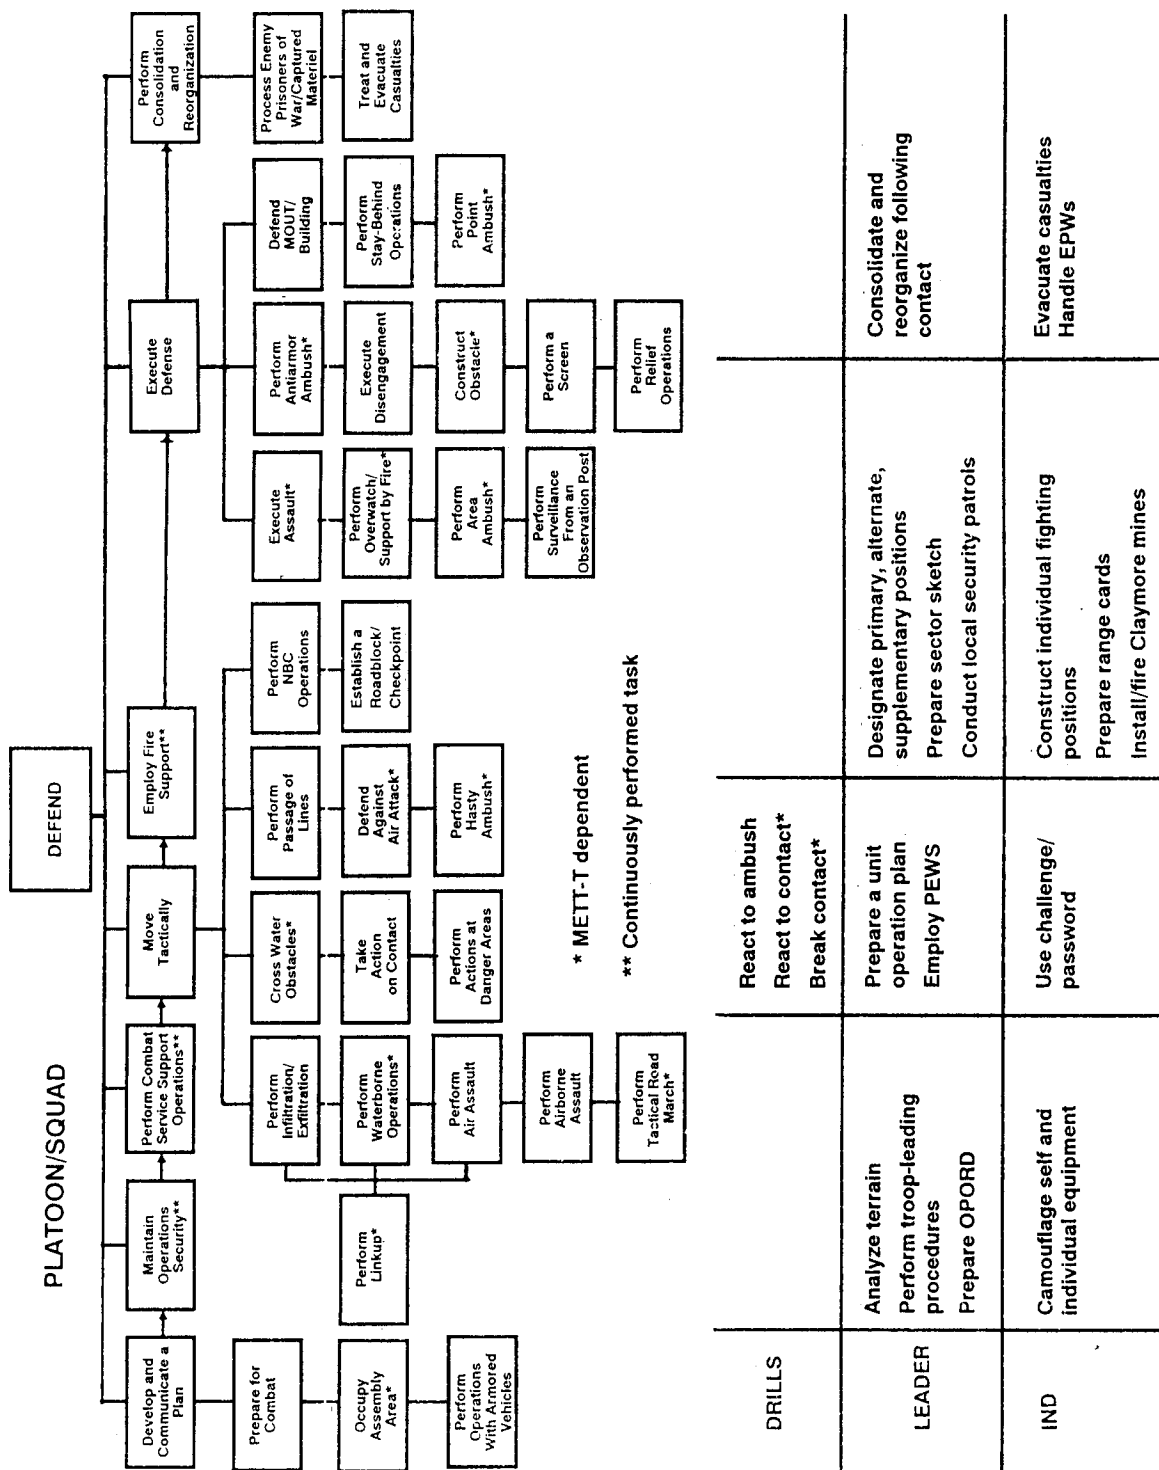 PLATOON/SQUAD
DEFEND
Develop and
Communicate a
Plan
Maintain
Operations
Security**
Perform Combat
Service Support
Operations**
Move
Tactically
Employ Fire
Support**
Execute
Defense
Perform
Consolidation
and
Reorganization
Prepare for
Combat
Occupy
Assembly
Area*
Perform
Operations
With Armored
Vehicles
Perform
Linkup*
Perform
Infiltration/
Exfiltration
Perform
Waterborne
Operations*
Perform
Air Assault
Perform
Airborne
Assault
Perform
Tactical Road
March*
Cross Water
Obstacles*
Take
Action
on Contact
Perform
Actions at
Danger Areas
Perform
Passage of
Lines
Defend
Against
Air Attack*
Perform
Hasty
Ambush*
Perform
NBC
Operations
Establish a
Roadblock/
Checkpoint
Execute
Assault*
Perform
Overwatch/
Support by Fire*
Perform
Area
Ambush*
Perform
Surveillance
From an
Observation Post
Perform
Antiarmor
Ambush*
Execute
Disengagement
Construct
Obstacle*
Perform a
Screen
Perform
Relief
Operations
Defend
MOUT/
Building
Perform
Stay-Behind
Operations
Perform
Point
Ambush*
Process Enemy
Prisoners of
War/Captured
Materiel
Treat and
Evacuate
Casualties
* METT-T dependent
** Continuously performed task
DRILLS
React to ambush
React to contact*
Break contact*
LEADER
Analyze terrain
Perform troop-leading
procedures
Prepare OPORD
Prepare a unit
operation plan
Employ PEWS
Designate primary, alternate,
supplementary positions
Prepare sector sketch
Conduct local security patrols
Consolidate and
reorganize following
contact
IND
Camouflage self and
individual equipment
Use challenge/
password
Construct individual fighting
positions
Prepare range cards
Install/fire Claymore mines
Evacuate casualties
Handle EPWs